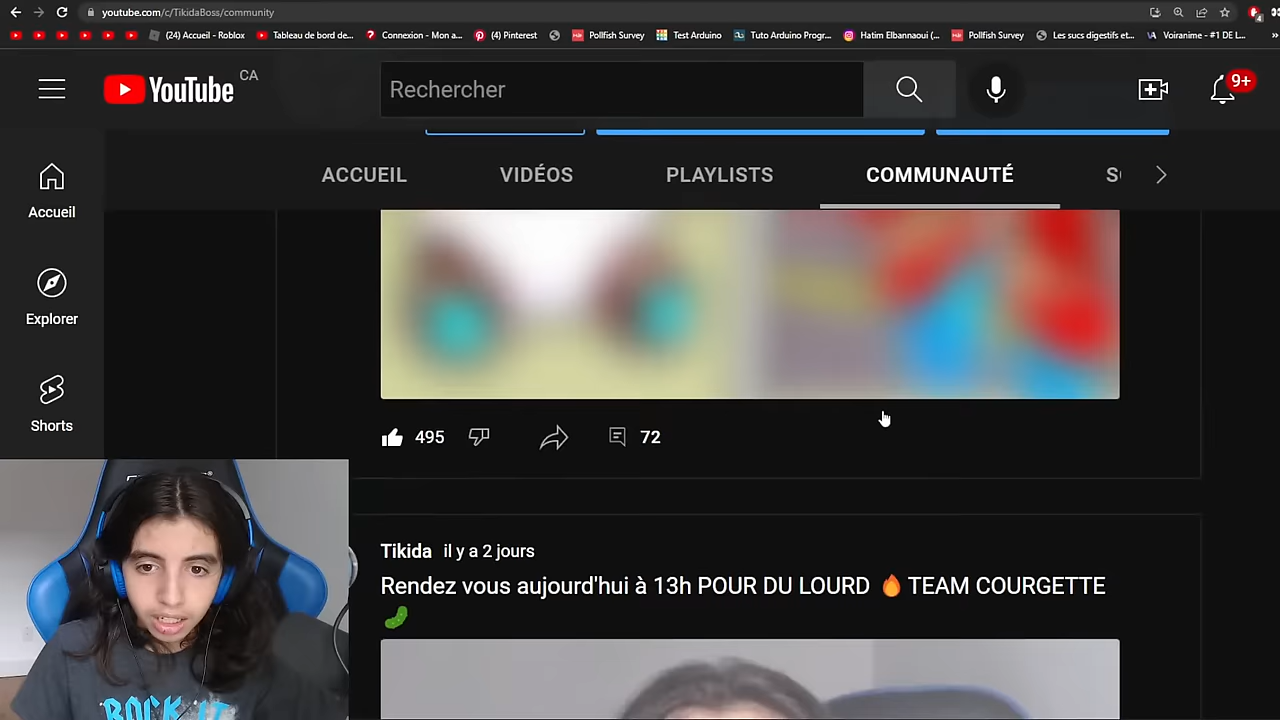 youtube.com/c/TikidaBoss/community
(24) Accueil - Roblox
Tableau de bord de...
Connexion - Mon a...
(4) Pinterest
Pollfish Survey
Test Arduino
Tuto Arduino Progr...
Hatim Elbannaoui (...
Pollfish Survey
Les sucs digestifs et...
Voiranime - #1 DE L...
YouTube CA
Rechercher
9+
ACCUEIL
VIDÉOS
PLAYLISTS
COMMUNAUTÉ
Accueil
Explorer
Shorts
495
72
Tikida il y a 2 jours
Rendez vous aujourd'hui à 13h POUR DU LOURD 🔥 TEAM COURGETTE
🥒
ROCK IT